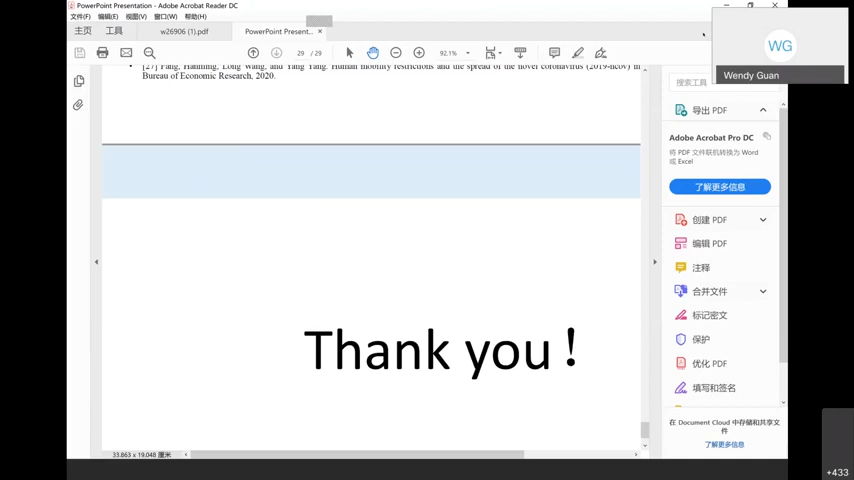 PowerPoint Presentation - Adobe Acrobat Reader DC
文件(F) 编辑(E) 视图(V) 窗口(W) 帮助(H)
主页 工具 w26906 (1).pdf PowerPoint Present... ×
29 / 29 92.1%
[27] Fang, Hanming, Long Wang, and Yang Yang. Human mobility restrictions and the spread of the novel coronavirus (2019-ncov) in
Bureau of Economic Research, 2020.
Thank you！
33.863 x 19.048 厘米
WG
Wendy Guan
搜索工具
导出 PDF
Adobe Acrobat Pro DC
将 PDF 文件联机转换为 Word
或 Excel
了解更多信息
创建 PDF
编辑 PDF
注释
合并文件
标记密文
保护
优化 PDF
填写和签名
在 Document Cloud 中存储和共享文
件
了解更多信息
+433